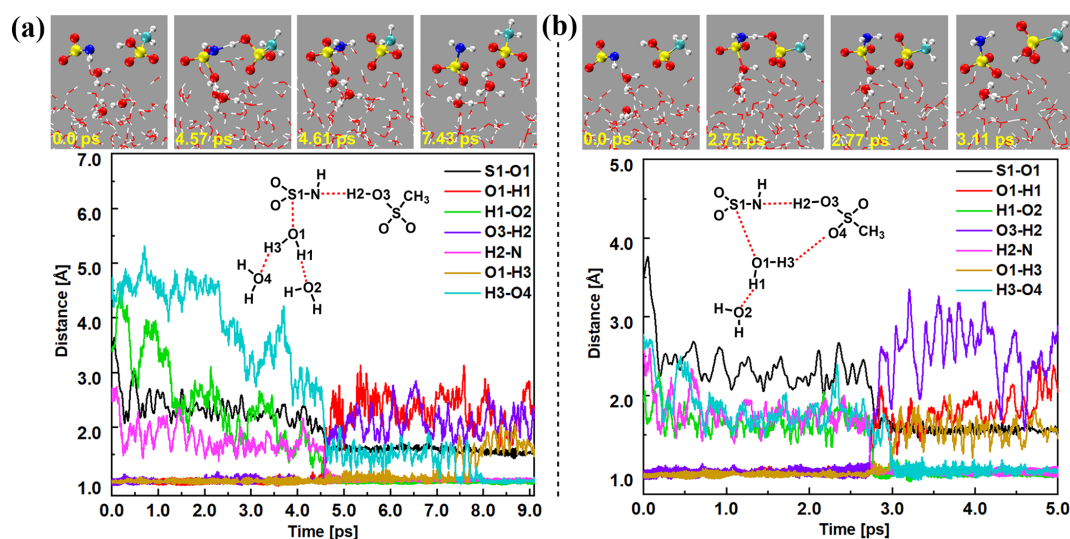 (a)
0.0 ps
4.57 ps
4.61 ps
7.43 ps
7.0
6.0
5.0
4.0
3.0
2.0
1.0
Distance [Å]
0.0 1.0 2.0 3.0 4.0 5.0 6.0 7.0 8.0 9.0
Time [ps]
S1-O1
O1-H1
H1-O2
O3-H2
H2-N
O1-H3
H3-O4
H
O S1-N H2-O3 CH3
O S
O O
O1
H3 H1
H O4
H
H O2
H
(b)
0.0 ps
2.75 ps
2.77 ps
3.11 ps
5.0
4.0
3.0
2.0
1.0
Distance [Å]
0.0 1.0 2.0 3.0 4.0 5.0
Time [ps]
S1-O1
O1-H1
H1-O2
O3-H2
H2-N
O1-H3
H3-O4
H
O S1-N H2-O3 O
O S
O4 CH3
O1-H3
H1
H-O2
H